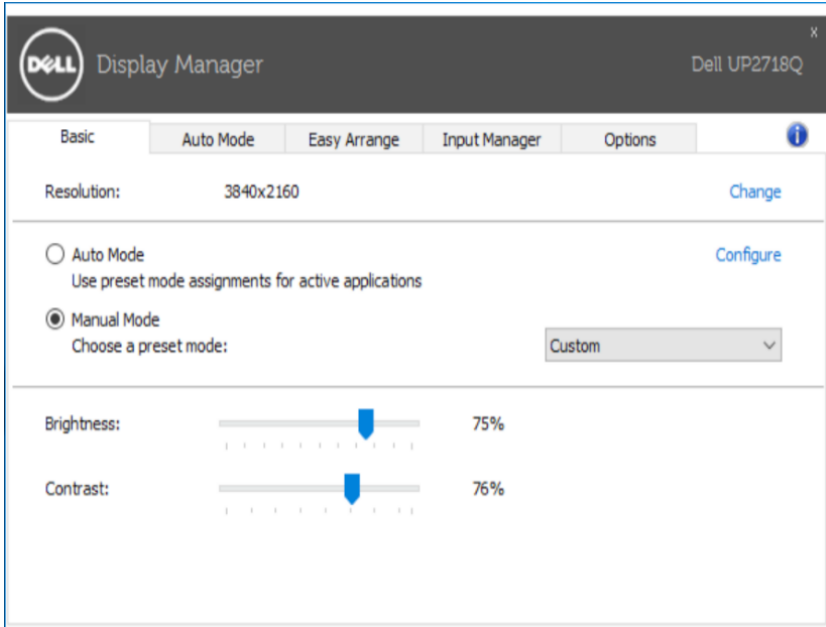 x
DELL Display Manager Dell UP2718Q
Basic Auto Mode Easy Arrange Input Manager Options i
Resolution: 3840x2160 Change
Auto Mode Configure
Use preset mode assignments for active applications
Manual Mode
Choose a preset mode: Custom
Brightness: 75%
Contrast: 76%